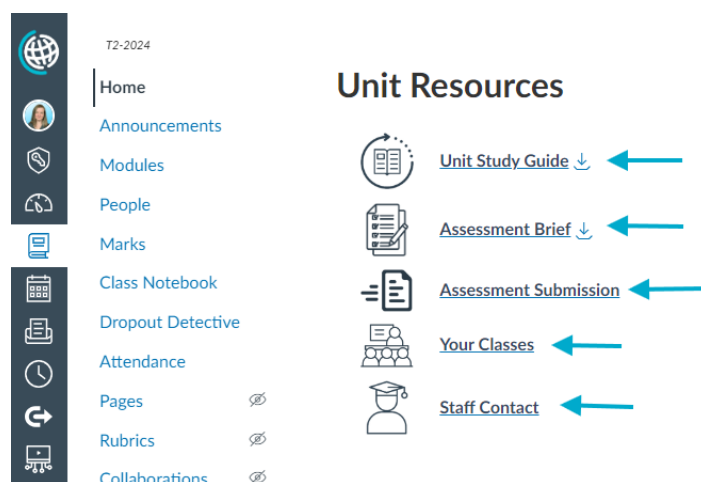 T2-2024
Home
Announcements
Modules
People
Marks
Class Notebook
Dropout Detective
Attendance
Pages
Rubrics
Collaborations
Unit Resources
Unit Study Guide
Assessment Brief
Assessment Submission
Your Classes
Staff Contact